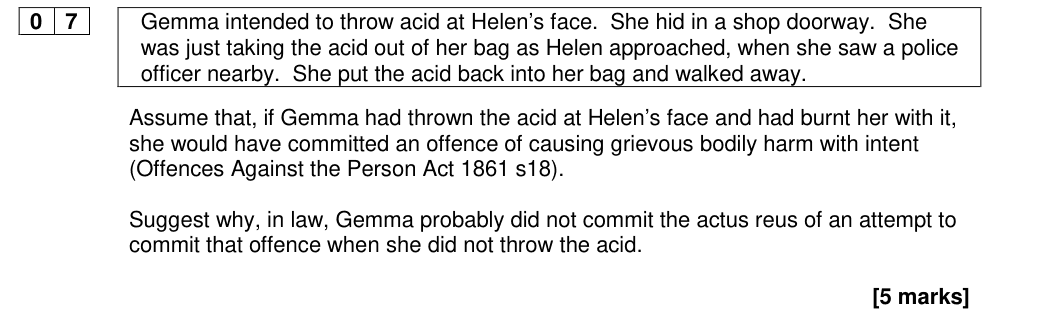 0 7
Gemma intended to throw acid at Helen's face. She hid in a shop doorway. She
was just taking the acid out of her bag as Helen approached, when she saw a police
officer nearby. She put the acid back into her bag and walked away.
Assume that, if Gemma had thrown the acid at Helen's face and had burnt her with it,
she would have committed an offence of causing grievous bodily harm with intent
(Offences Against the Person Act 1861 s18).
Suggest why, in law, Gemma probably did not commit the actus reus of an attempt to
commit that offence when she did not throw the acid.
[5 marks]